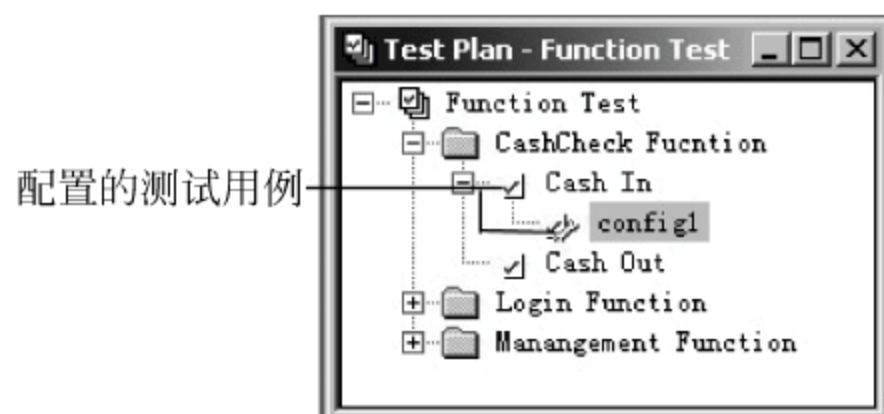 Test Plan - Function Test
Function Test
CashCheck Fucntion
配置的测试用例
Cash In
config1
Cash Out
Login Function
Manangement Function